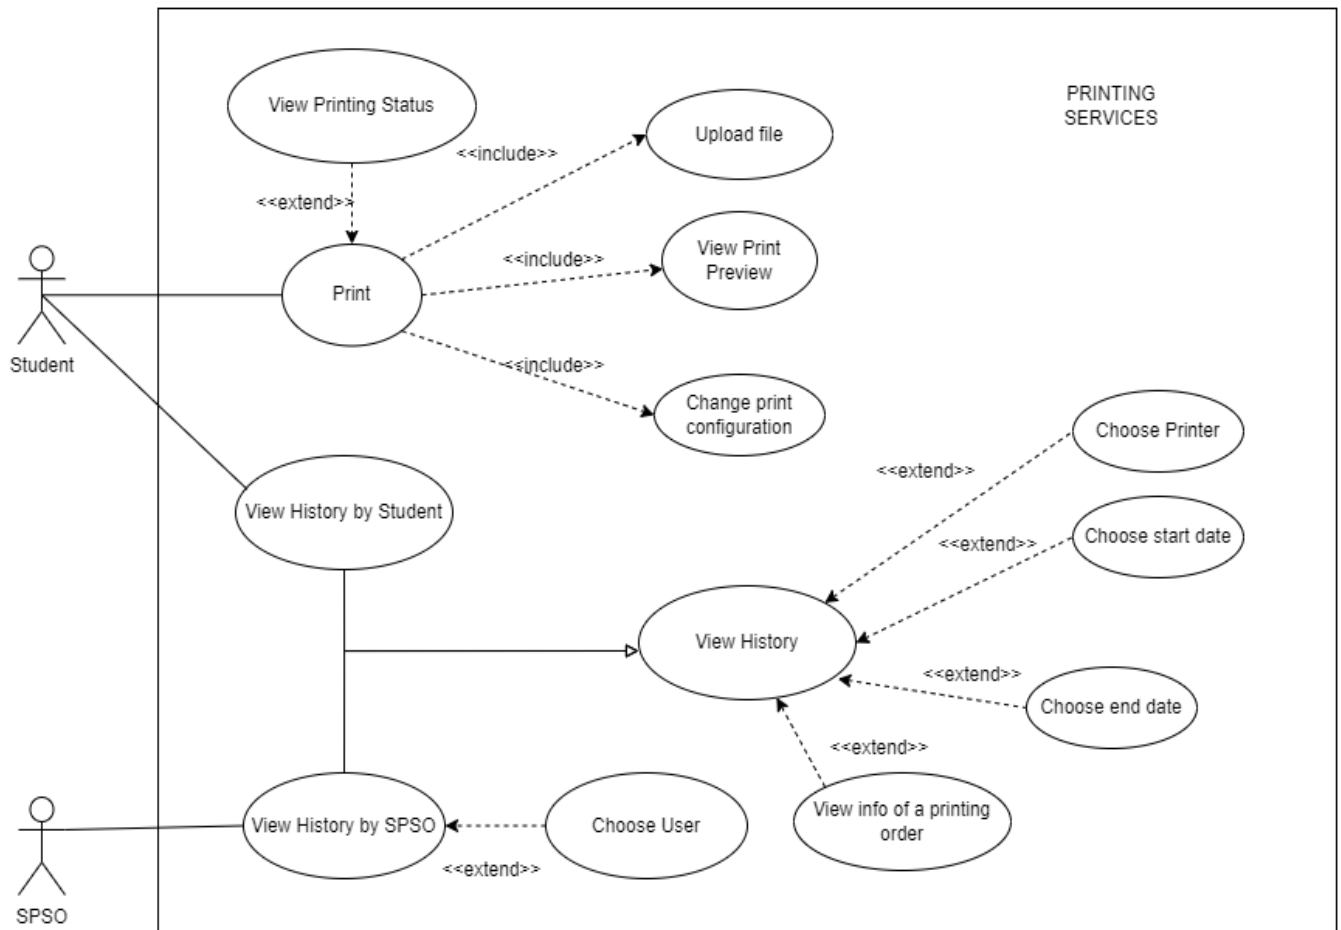 PRINTING
SERVICES
View Printing Status
Upload file
<<include>>
<<extend>>
View Print
Preview
<<include>>
Print
Student
<<include>>
Change print
configuration
Choose Printer
<<extend>>
View History by Student
Choose start date
<<extend>>
View History
<<extend>>
Choose end date
<<extend>>
View info of a printing
order
View History by SPSO
Choose User
<<extend>>
SPSO